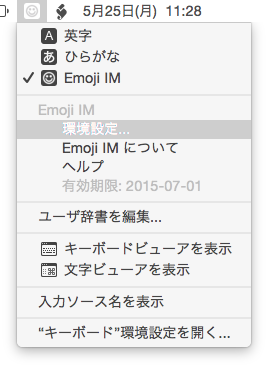 5月25日(月) 11:28
A 英字
あ ひらがな
Emoji IM
Emoji IM
環境設定...
Emoji IM について
ヘルプ
有効期限: 2015-07-01
ユーザ辞書を編集...
キーボードビューアを表示
文字ビューアを表示
入力ソース名を表示
“キーボード”環境設定を開く...